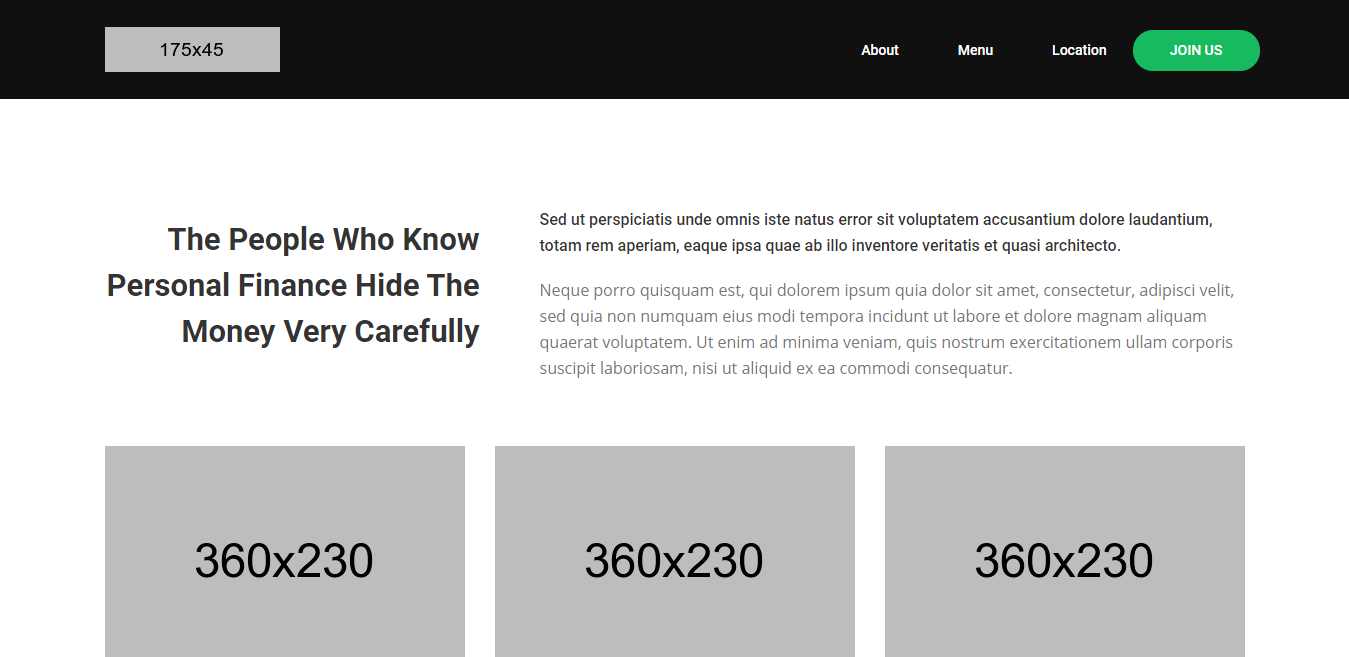 175x45
About
Menu
Location
JOIN US
The People Who Know
Personal Finance Hide The
Money Very Carefully
Sed ut perspiciatis unde omnis iste natus error sit voluptatem accusantium dolore laudantium,
totam rem aperiam, eaque ipsa quae ab illo inventore veritatis et quasi architecto.
Neque porro quisquam est, qui dolorem ipsum quia dolor sit amet, consectetur, adipisci velit,
sed quia non numquam eius modi tempora incidunt ut labore et dolore magnam aliquam
quaerat voluptatem. Ut enim ad minima veniam, quis nostrum exercitationem ullam corporis
suscipit laboriosam, nisi ut aliquid ex ea commodi consequatur.
360x230
360x230
360x230